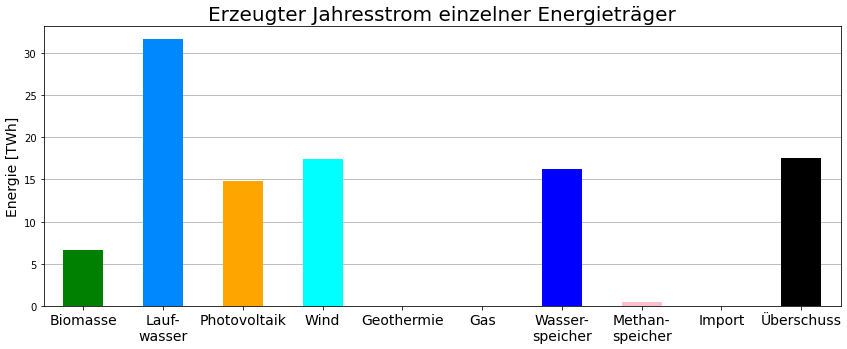 Erzeugter Jahresstrom einzelner Energieträger
Energie [TWh]
30
25
20
15
10
5
0
Biomasse
Lauf-
wasser
Photovoltaik
Wind
Geothermie
Gas
Wasser-
speicher
Methan-
speicher
Import
Überschuss